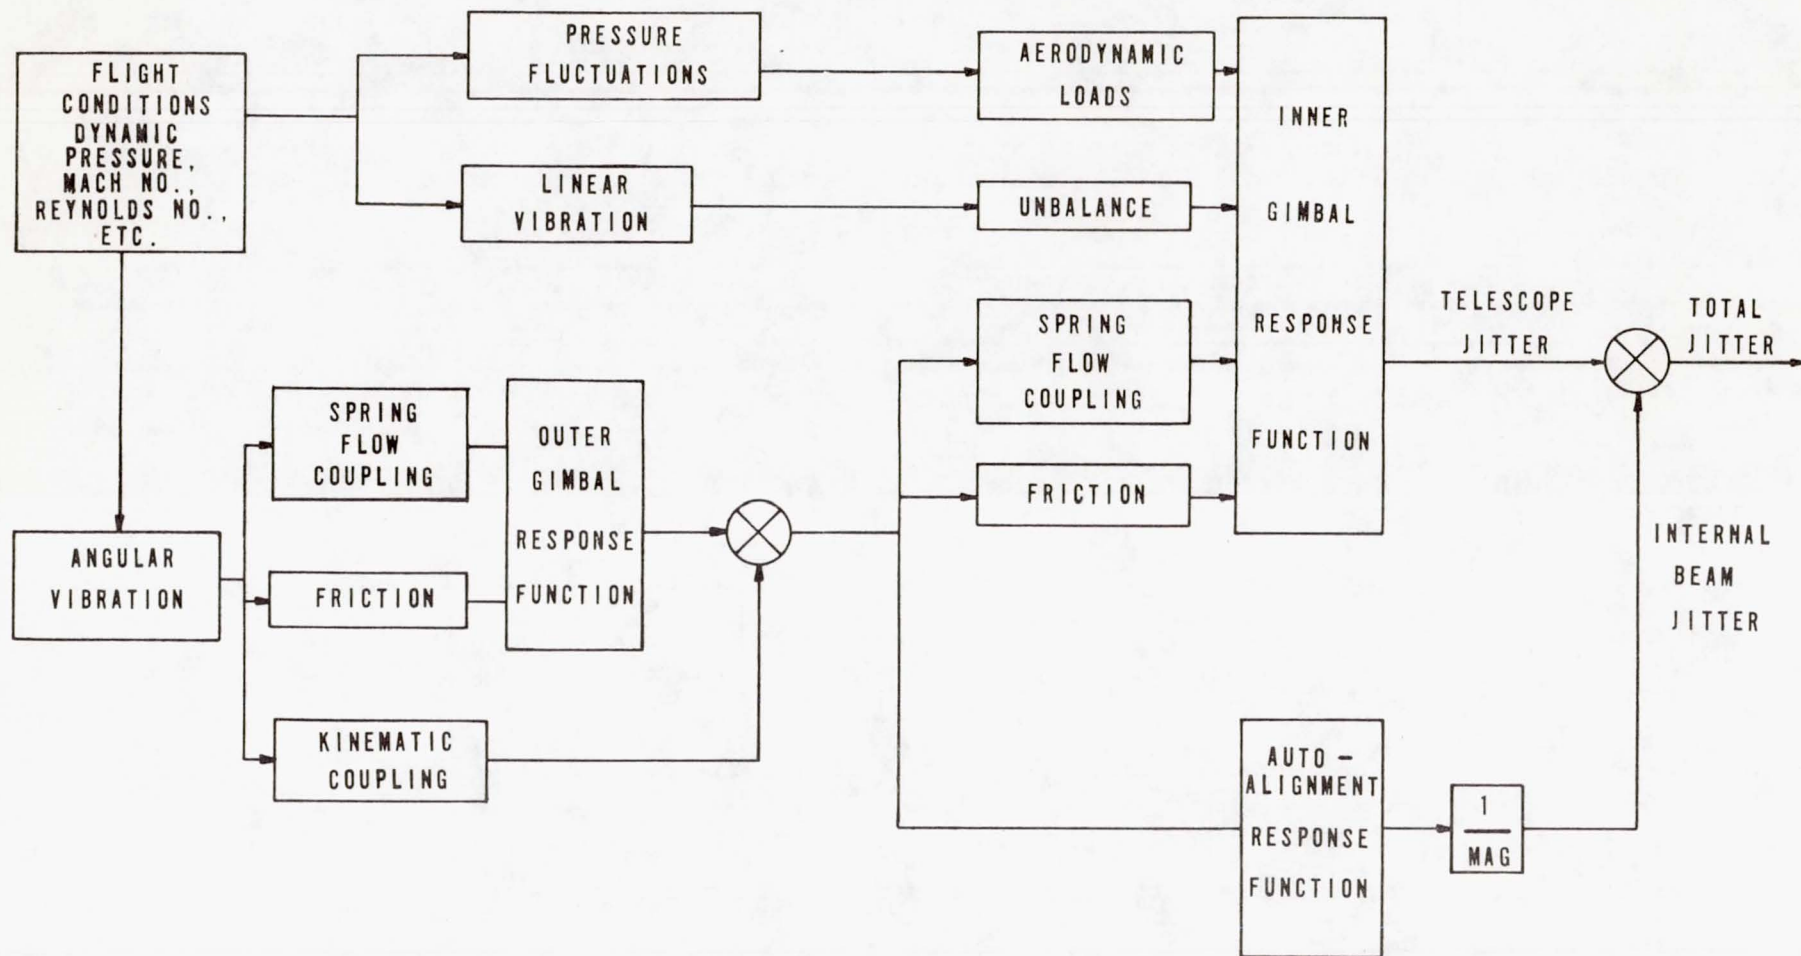 FLIGHT
CONDITIONS
DYNAMIC
PRESSURE,
MACH NO.,
REYNOLDS NO.,
ETC.
PRESSURE
FLUCTUATIONS
LINEAR
VIBRATION
AERODYNAMIC
LOADS
UNBALANCE
SPRING
FLOW
COUPLING
FRICTION
INNER
GIMBAL
RESPONSE
FUNCTION
TELESCOPE
JITTER
TOTAL
JITTER
ANGULAR
VIBRATION
SPRING
FLOW
COUPLING
FRICTION
KINEMATIC
COUPLING
OUTER
GIMBAL
RESPONSE
FUNCTION
INTERNAL
BEAM
JITTER
AUTO -
ALIGNMENT
RESPONSE
FUNCTION
1
MAG